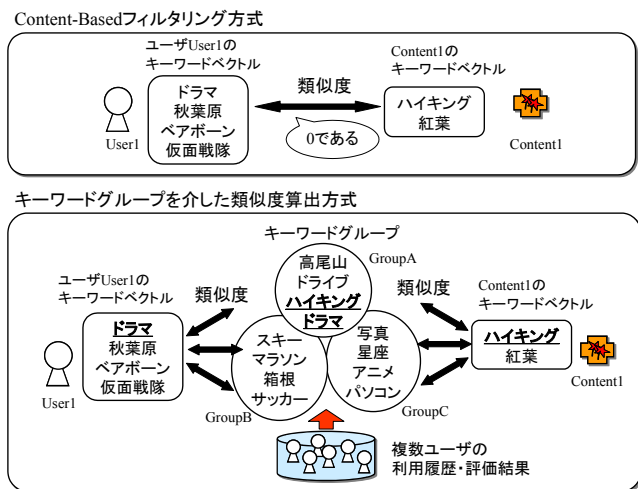 Content-Basedフィルタリング方式
ユーザUser1の
キーワードベクトル
ドラマ
秋葉原
ベアボーン
仮面戦隊
User1
類似度
0である
Content1の
キーワードベクトル
ハイキング
紅葉
Content1
キーワードグループを介した類似度算出方式
キーワードグループ
GroupA
高尾山
ドライブ
ハイキング
ドラマ
ユーザUser1の
キーワードベクトル
ドラマ
秋葉原
ベアボーン
仮面戦隊
User1
類似度
スキー
マラソン
箱根
サッカー
GroupB
写真
星座
アニメ
パソコン
GroupC
類似度
Content1の
キーワードベクトル
ハイキング
紅葉
Content1
複数ユーザの
利用履歴・評価結果